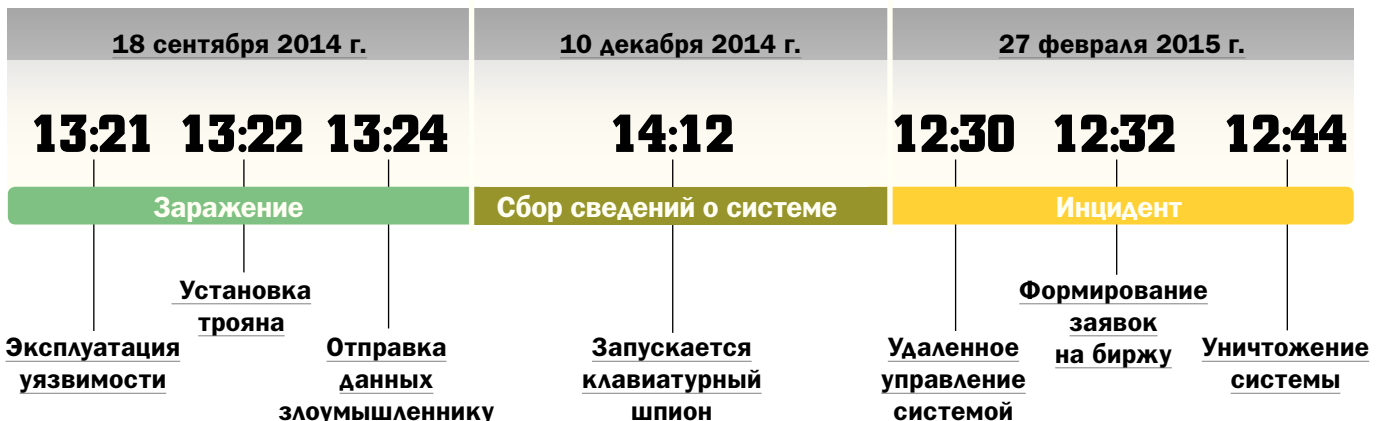 18 сентября 2014 г.
10 декабря 2014 г.
27 февраля 2015 г.
13:21 13:22 13:24
14:12
12:30 12:32 12:44
Заражение
Сбор сведений о системе
Инцидент
Эксплуатация
уязвимости
Установка
трояна
Отправка
данных
злоумышленнику
Запускается
клавиатурный
шпион
Удаленное
управление
системой
Формирование
заявок
на биржу
Уничтожение
системы